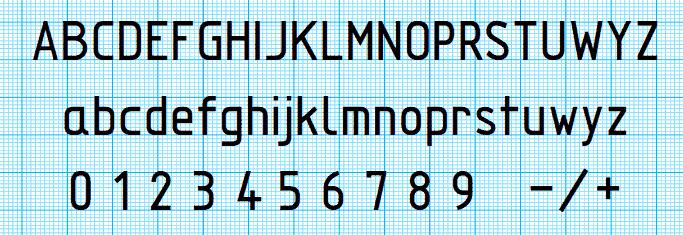 ABCDEFGHIJKLMNOPRSTUWYZ
abcdefghijklmnoprstuwyz
0 1 2 3 4 5 6 7 8 9 -/+